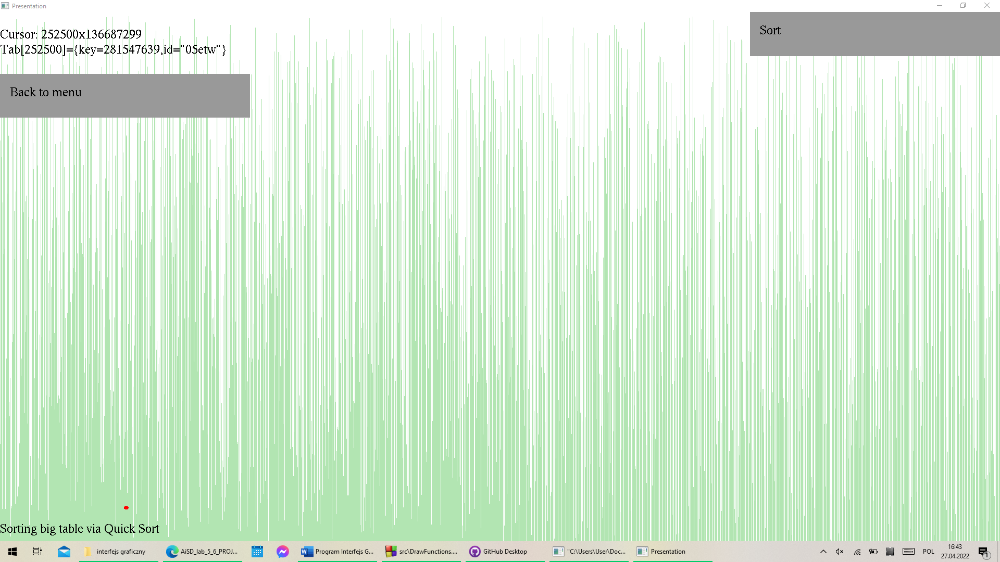 Presentation
Cursor: 252500x136687299
Tab[252500]={key=281547639,id="05etw"}
Sort
Back to menu
Sorting big table via Quick Sort
interfejs graficzny
AiSD_lab_5_6_PROJ...
Program Interfejs G...
src\DrawFunctions....
GitHub Desktop
"C:\Users\User\Doc...
Presentation
POL
16:43
27.04.2022
1